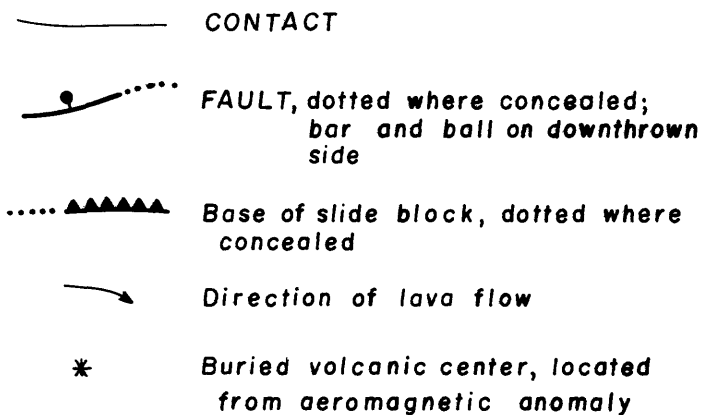 CONTACT
FAULT, dotted where concealed;
bar and ball on downthrown
side
Base of slide block, dotted where
concealed
Direction of lava flow
Buried volcanic center, located
from aeromagnetic anomaly